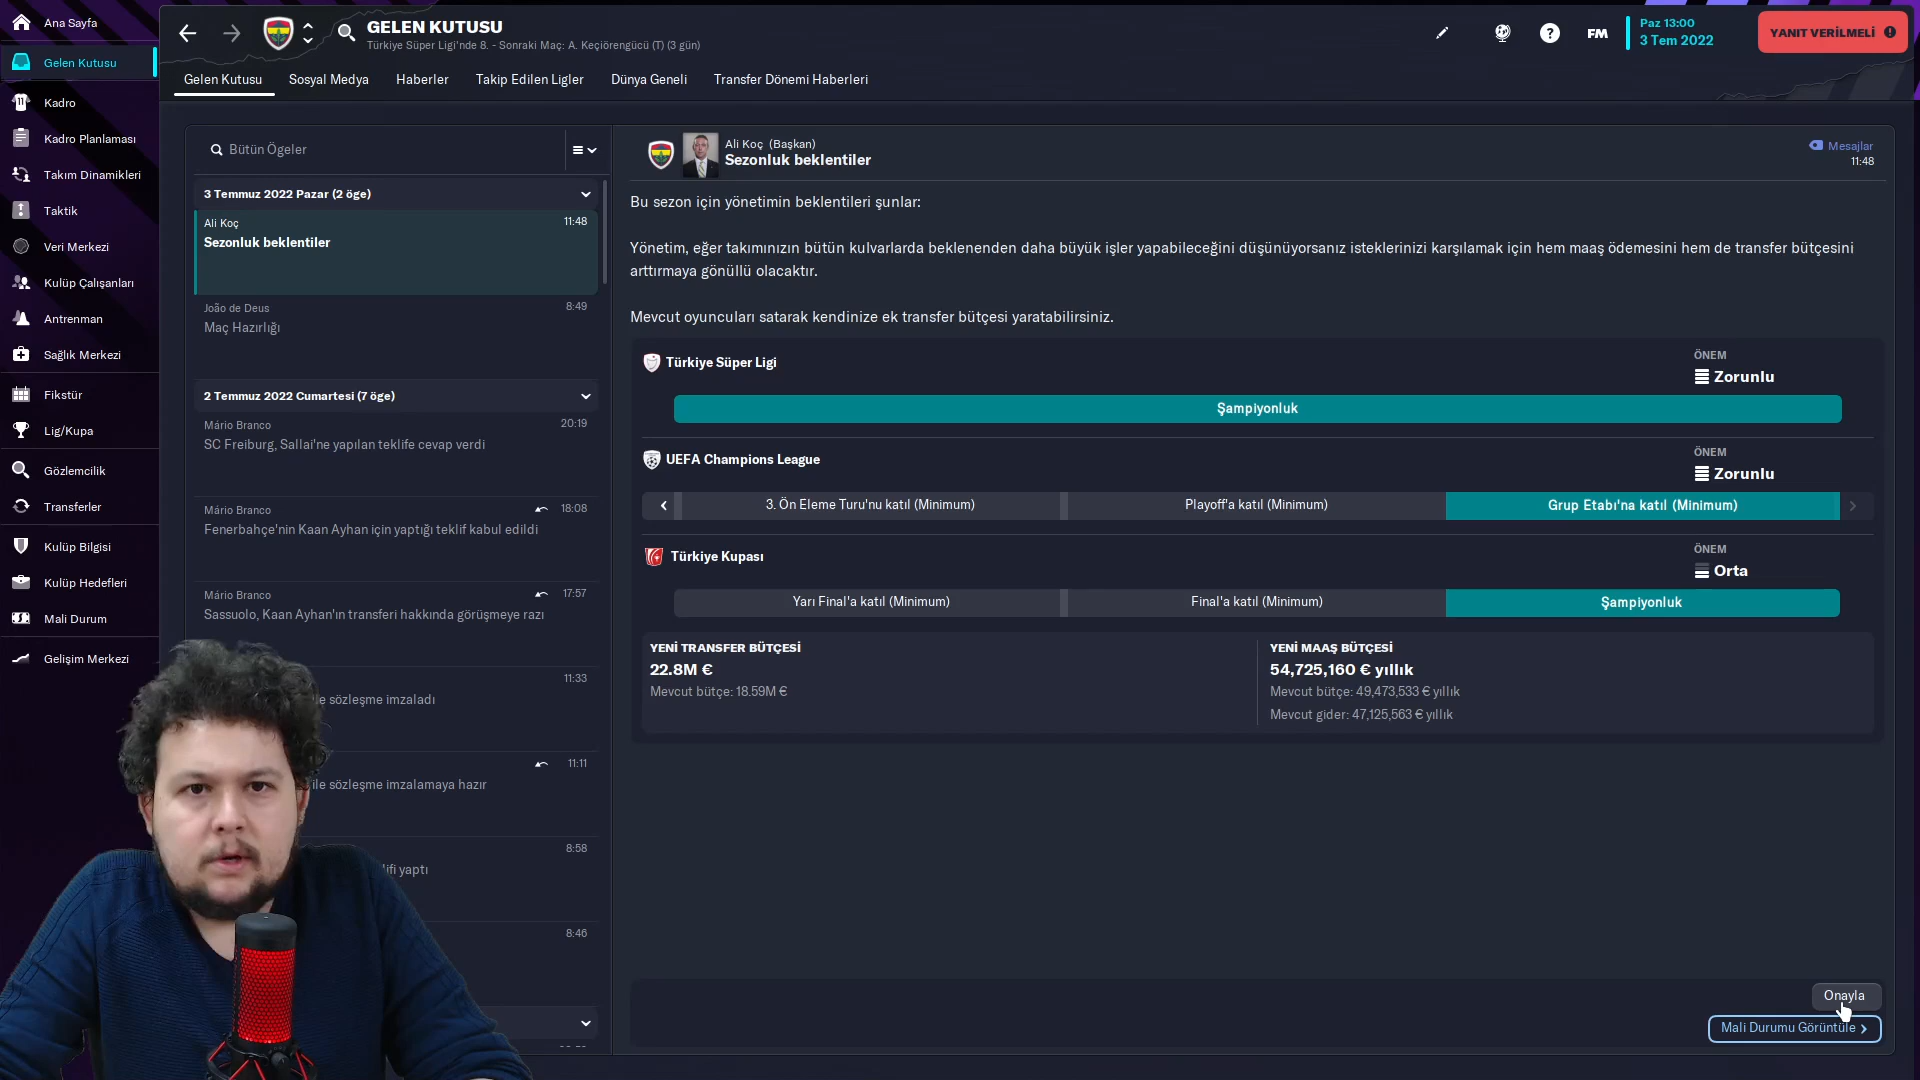 Ana Sayfa
Gelen Kutusu
Kadro
Kadro Planlaması
Takım Dinamikleri
Taktik
Veri Merkezi
Kulüp Çalışanları
Antrenman
Sağlık Merkezi
Fikstür
Lig/Kupa
Gözlemcilik
Transferler
Kulüp Bilgisi
Kulüp Hedefleri
Mali Durum
Gelişim Merkezi
GELEN KUTUSU
Türkiye Süper Ligi'nde 8. - Sonraki Maç: A. Keçiörengücü (T) (3 gün)
FM
Paz 13:00
3 Tem 2022
YANIT VERİLMELİ
Gelen Kutusu Sosyal Medya Haberler Takip Edilen Ligler Dünya Geneli Transfer Dönemi Haberleri
Bütün Ögeler
3 Temmuz 2022 Pazar (2 öge)
Ali Koç 11:48
Sezonluk beklentiler
João de Deus 8:49
Maç Hazırlığı
2 Temmuz 2022 Cumartesi (7 öge)
Mário Branco 20:19
SC Freiburg, Sallai'ne yapılan teklife cevap verdi
Mário Branco 18:08
Fenerbahçe'nin Kaan Ayhan için yaptığı teklif kabul edildi
Mário Branco 17:57
Sassuolo, Kaan Ayhan'ın transferi hakkında görüşmeye razı
11:33
sözleşme imzaladı
11:11
ile sözleşme imzalamaya hazır
8:58
yaptı
8:46
Ali Koç (Başkan)
Sezonluk beklentiler
Mesajlar
11:48
Bu sezon için yönetimin beklentileri şunlar:
Yönetim, eğer takımınızın bütün kulvarlarda beklenenden daha büyük işler yapabileceğini düşünüyorsanız isteklerinizi karşılamak için hem maaş ödemesini hem de transfer bütçesini
arttırmaya gönüllü olacaktır.
Mevcut oyuncuları satarak kendinize ek transfer bütçesi yaratabilirsiniz.
Türkiye Süper Ligi
ÖNEM
Zorunlu
Şampiyonluk
UEFA Champions League
ÖNEM
Zorunlu
3. Ön Eleme Turu'nu katıl (Minimum) Playoff'a katıl (Minimum) Grup Etabı'na katıl (Minimum)
Türkiye Kupası
ÖNEM
Orta
Yarı Final'a katıl (Minimum) Final'a katıl (Minimum) Şampiyonluk
YENİ TRANSFER BÜTÇESİ
22.8M €
Mevcut bütçe: 18.59M €
YENİ MAAŞ BÜTÇESİ
54,725,160 € yıllık
Mevcut bütçe: 49,473,533 € yıllık
Mevcut gider: 47,125,563 € yıllık
Onayla
Mali Durumu Görüntüle